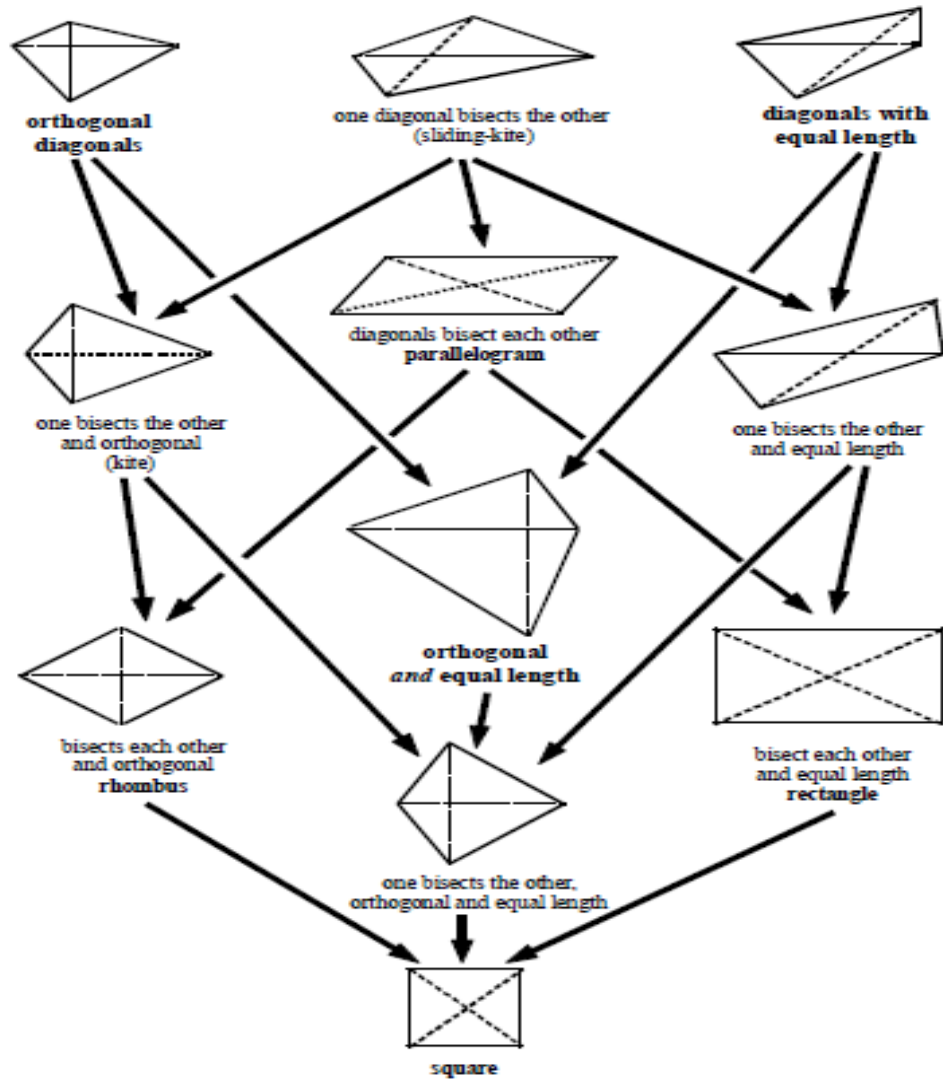 orthogonal
diagonals
one diagonal bisects the other
(sliding-kite)
diagonals with
equal length
diagonals bisect each other
parallelogram
one bisects the other
and orthogonal
(kite)
one bisects the other
and equal length
orthogonal
and equal length
bisects each other
and orthogonal
rhombus
bisect each other
and equal length
rectangle
one bisects the other,
orthogonal and equal length
square